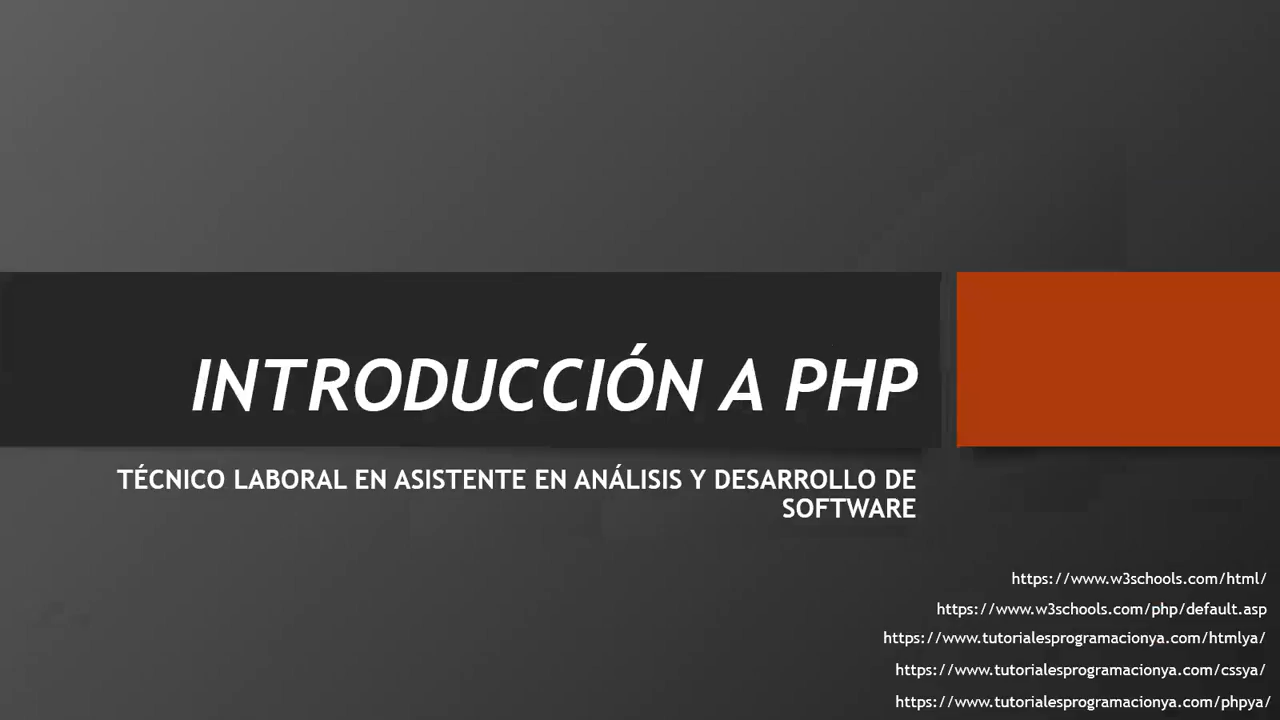 INTRODUCCIÓN A PHP
TÉCNICO LABORAL EN ASISTENTE EN ANÁLISIS Y DESARROLLO DE
SOFTWARE
https://www.w3schools.com/html/
https://www.w3schools.com/php/default.asp
https://www.tutorialesprogramacionya.com/htmlya/
https://www.tutorialesprogramacionya.com/cssya/
https://www.tutorialesprogramacionya.com/phpya/